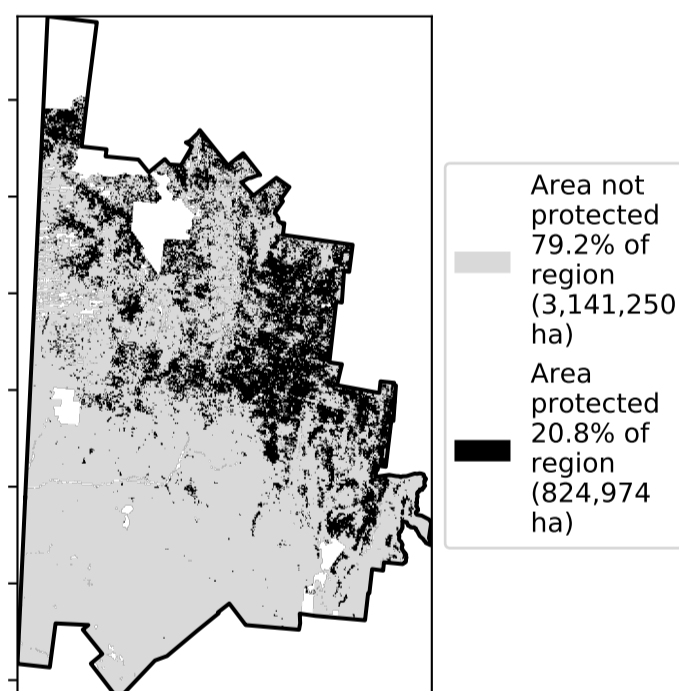 Area not
protected
79.2% of
region
(3,141,250
ha)
Area
protected
20.8% of
region
(824,974
ha)